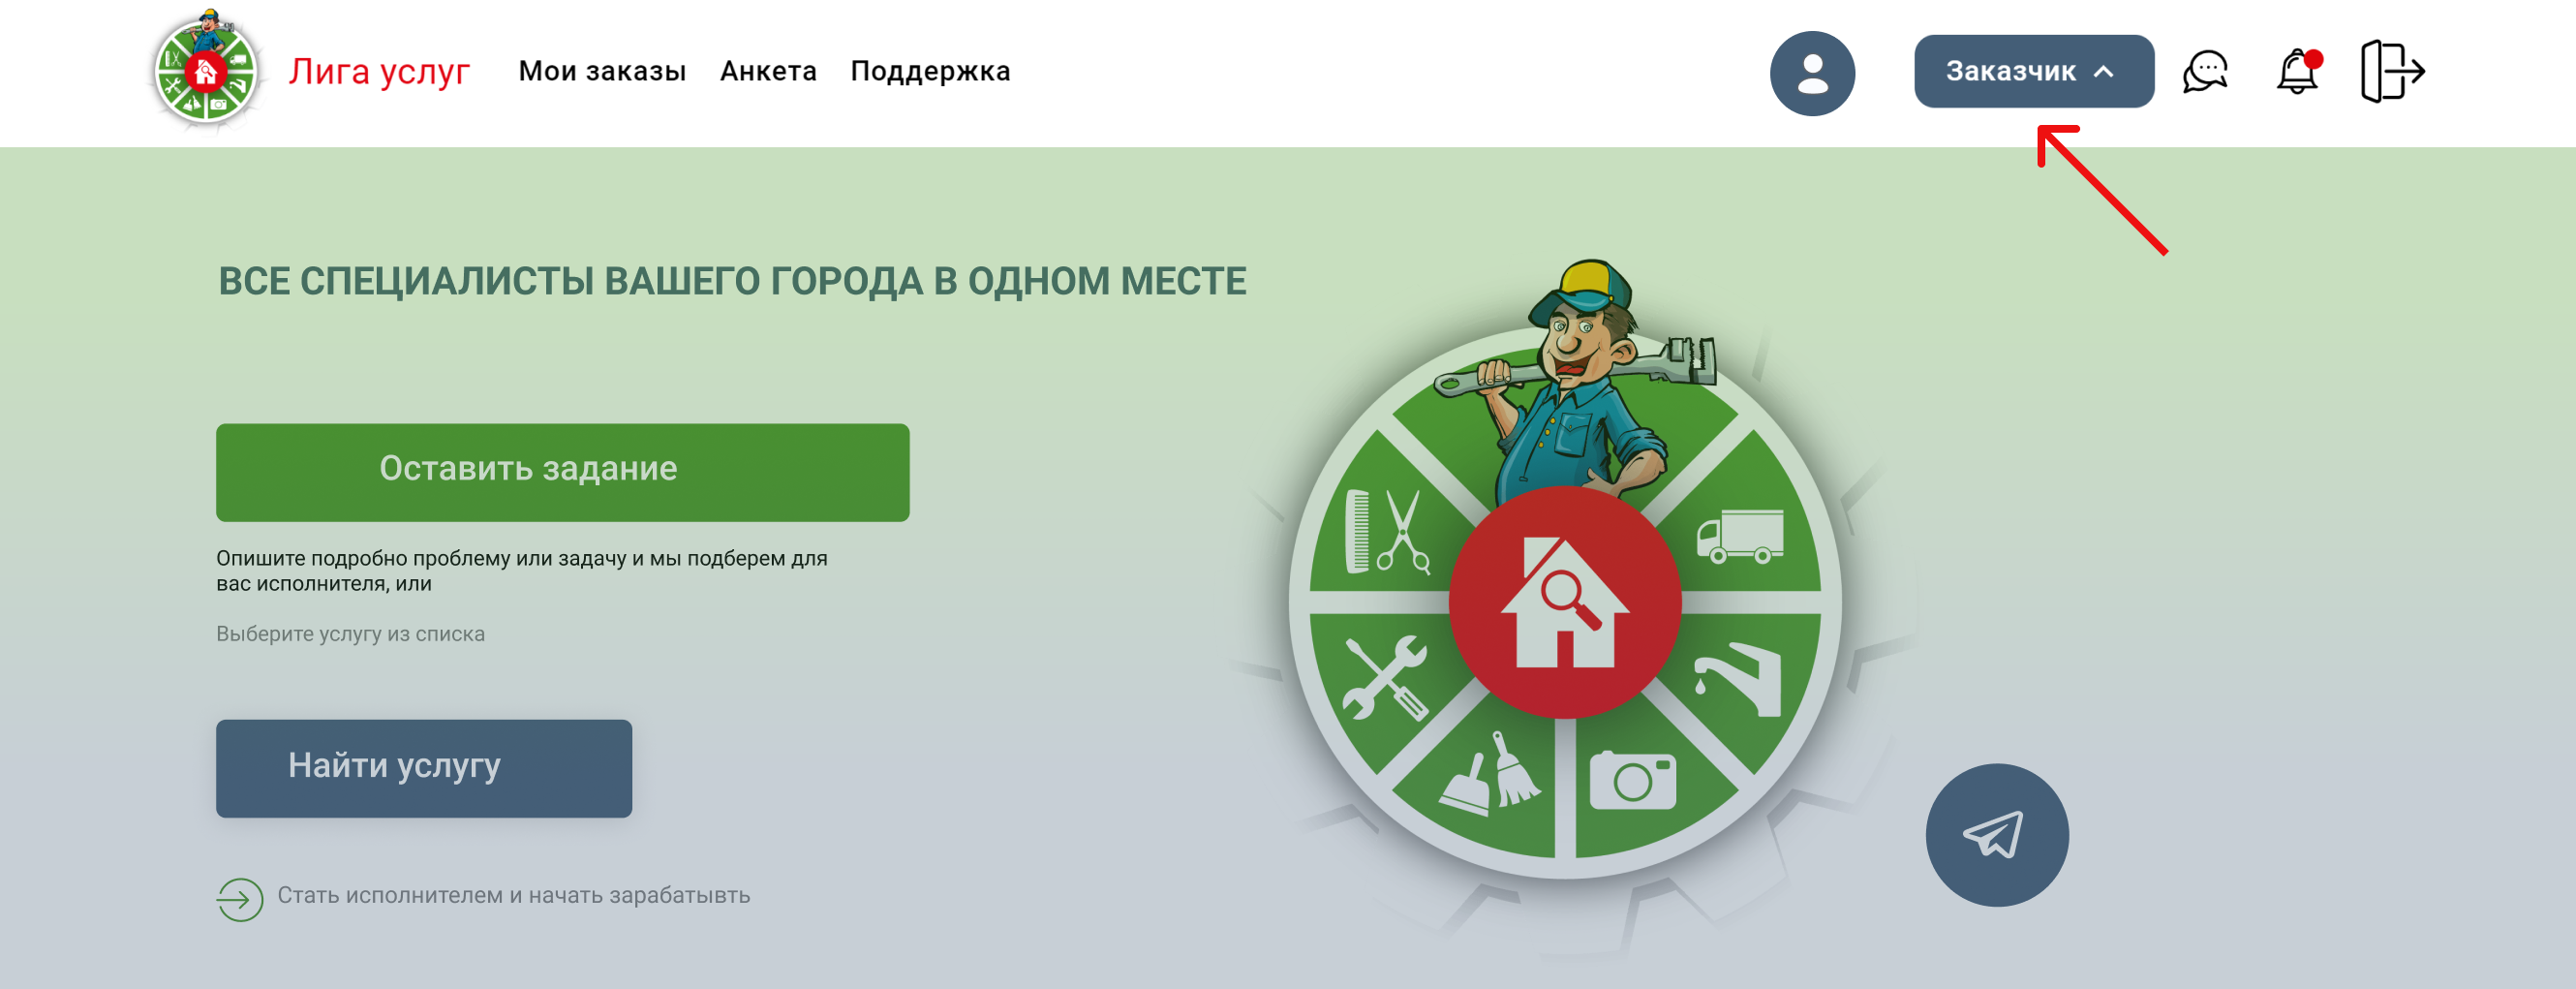 Лига услуг
Мои заказы
Анкета
Поддержка
Заказчик
ВСЕ СПЕЦИАЛИСТЫ ВАШЕГО ГОРОДА В ОДНОМ МЕСТЕ
Оставить задание
Опишите подробно проблему или задачу и мы подберем для
вас исполнителя, или
Выберите услугу из списка
Найти услугу
Стать исполнителем и начать зарабатывть